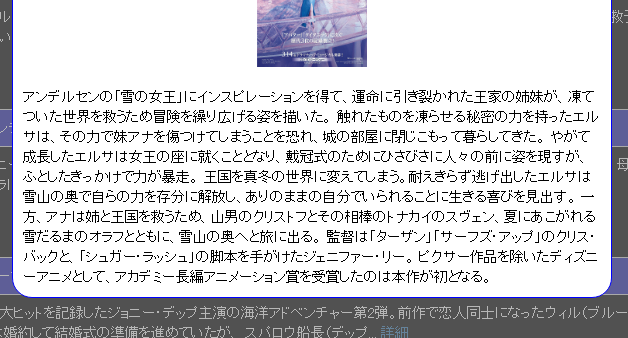 アンデルセンの「雪の女王」にインスピレーションを得て、運命に引き裂かれた王家の姉妹が、凍て
ついた世界を救うため冒険を繰り広げる姿を描いた。 触れたものを凍らせる秘密の力を持ったエル
サは、その力で妹アナを傷つけてしまうことを恐れ、城の部屋に閉じこもって暮らしてきた。 やがて
成長したエルサは女王の座に就くこととなり、戴冠式のためにひさびさに人々の前に姿を現すが、
ふとしたきっかけで力が暴走。 王国を真冬の世界に変えてしまう。耐えきらず逃げ出したエルサは
雪山の奥で自らの力を存分に解放し、ありのままの自分でいられることに生きる喜びを見出す。 一
方、アナは姉と王国を救うため、山男のクリストフとその相棒のトナカイのスヴェン、夏にあこがれる
雪だるまのオラフとともに、雪山の奥へと旅に出る。 監督は「ターザン」「サーフズ・アップ」のクリス・
バックと、「シュガー・ラッシュ」の脚本を手がけたジェニファー・リー。 ピクサー作品を除いたディズニ
ーアニメとして、アカデミー長編アニメーション賞を受賞したのは本作が初となる。
大ヒットを記録したジョニー・デップ主演の海洋アドベンチャー第2弾。前作で恋人同士になったウィル（ブルー
は婚約して結婚式の準備を進めていたが、 スパロウ船長（デップ... 詳細